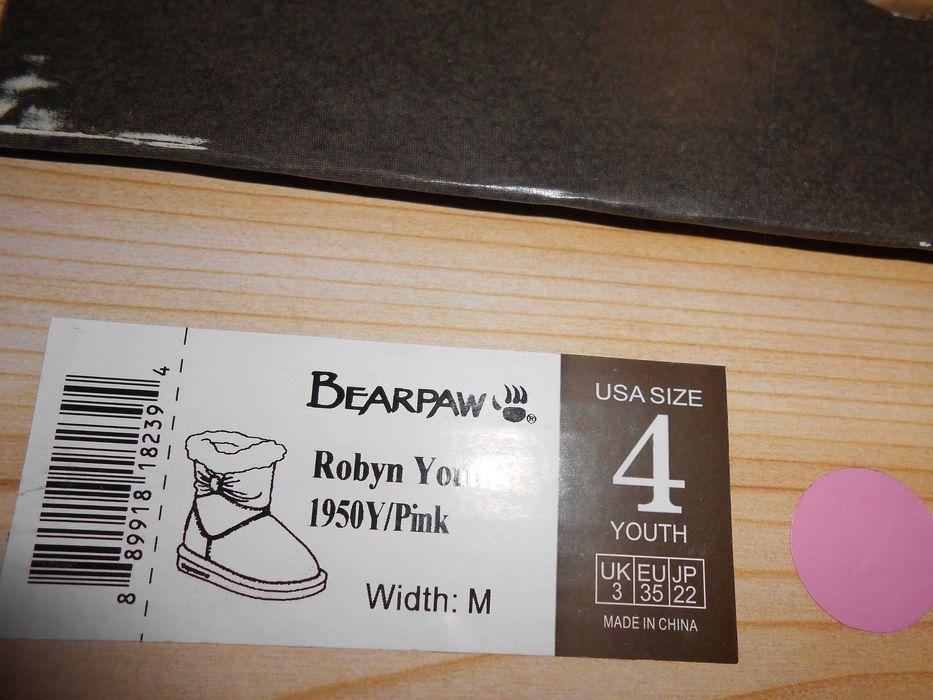 BEARPAW®
Robyn
1950Y/Pink
Width: M
8 89918 18239 4
USA SIZE
4
YOUTH
UK EU JP
3 35 22
MADE IN CHINA